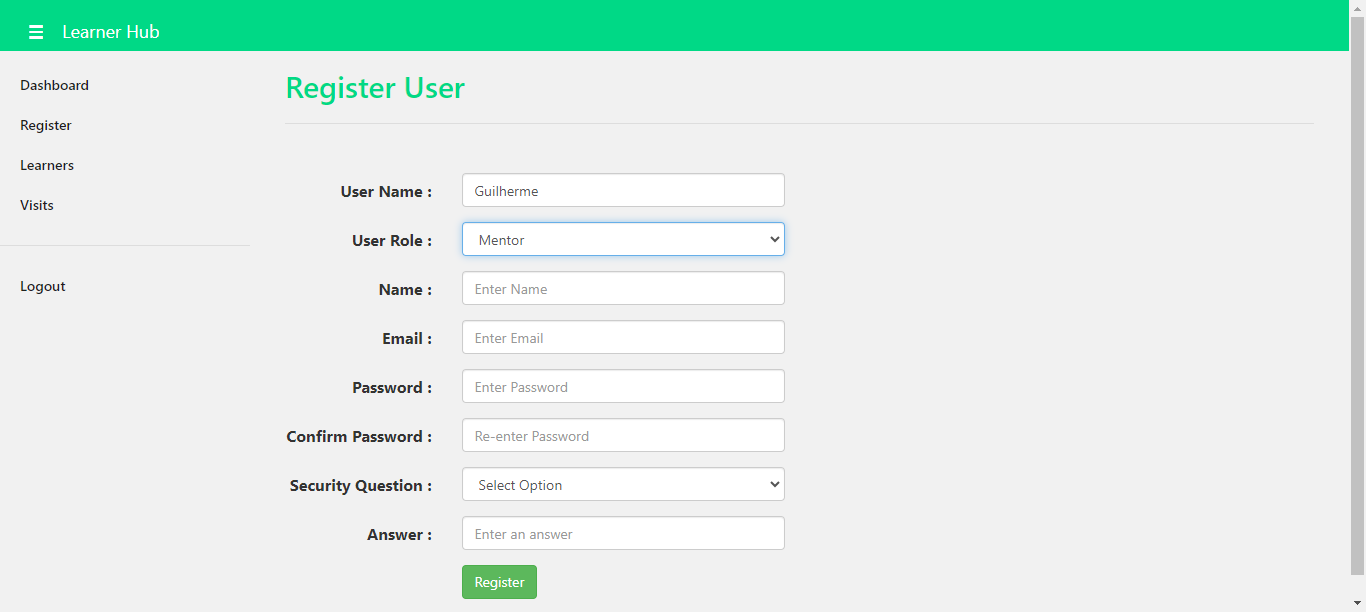 Learner Hub
Dashboard
Register
Learners
Visits
Logout
Register User
User Name : Guilherme
User Role : Mentor
Name : Enter Name
Email : Enter Email
Password : Enter Password
Confirm Password : Re-enter Password
Security Question : Select Option
Answer : Enter an answer
Register